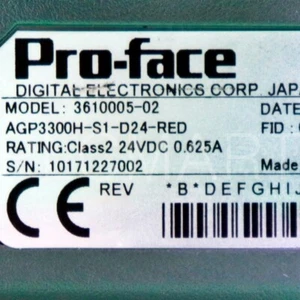 Pro-face
DIGITAL ELECTRONICS CORP. JAPA
MODEL: 3610005-02 DATE
AGP3300H-S1-D24-RED FID :
RATING:Class2 24VDC 0.625A
S/N: 10171227002 Made
CE REV *B*DEFGHIJ